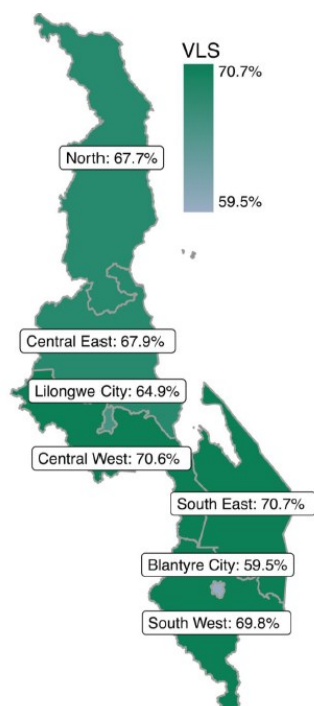 VLS
70.7%
59.5%
North: 67.7%
Central East: 67.9%
Lilongwe City: 64.9%
Central West: 70.6%
South East: 70.7%
Blantyre City: 59.5%
South West: 69.8%